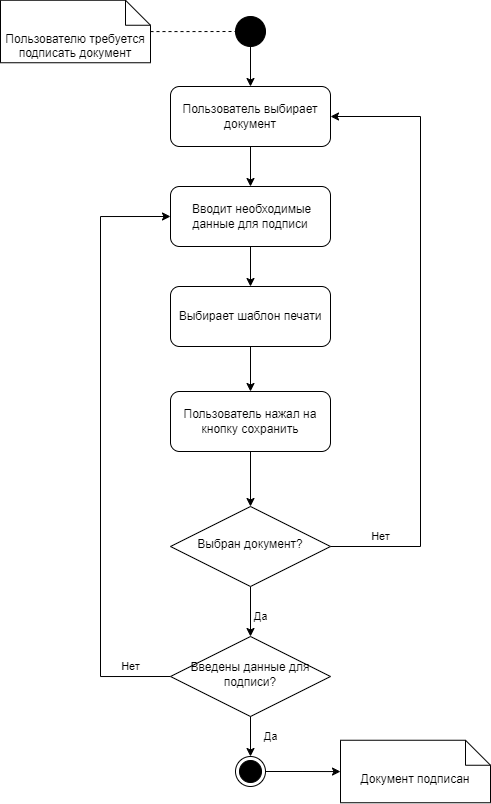 Пользователю требуется
подписать документ
Пользователь выбирает
документ
Вводит необходимые
данные для подписи
Выбирает шаблон печати
Пользователь нажал на
кнопку сохранить
Выбран документ?
Нет
Да
Введены данные для
подписи?
Нет
Да
Документ подписан